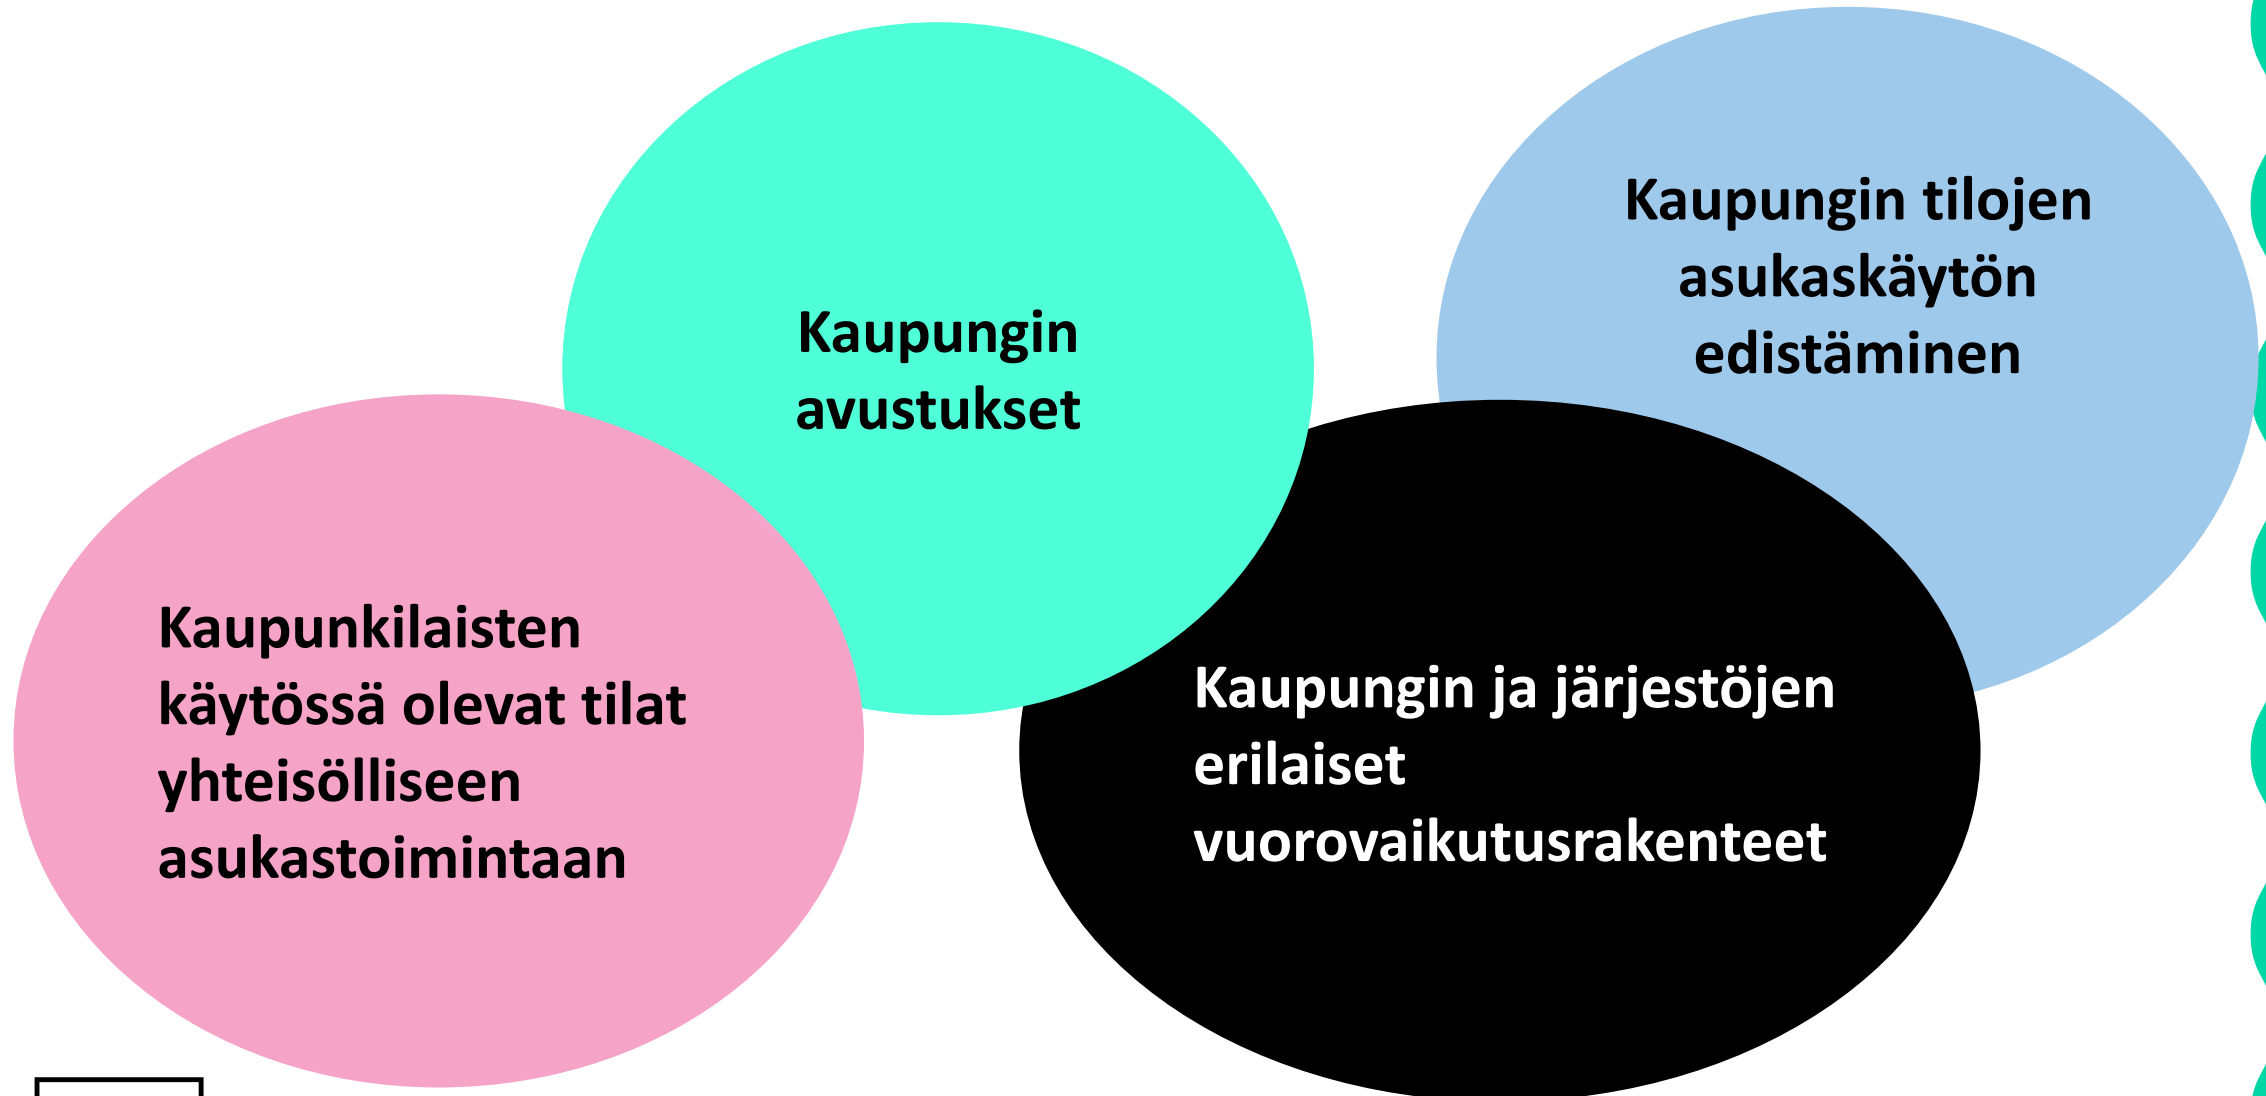 Kaupungin tilojen
asukaskäytön
edistäminen
Kaupungin
avustukset
Kaupunkilaisten
käytössä olevat tilat
yhteisölliseen
asukastoimintaan
Kaupungin ja järjestöjen
erilaiset
vuorovaikutusrakenteet